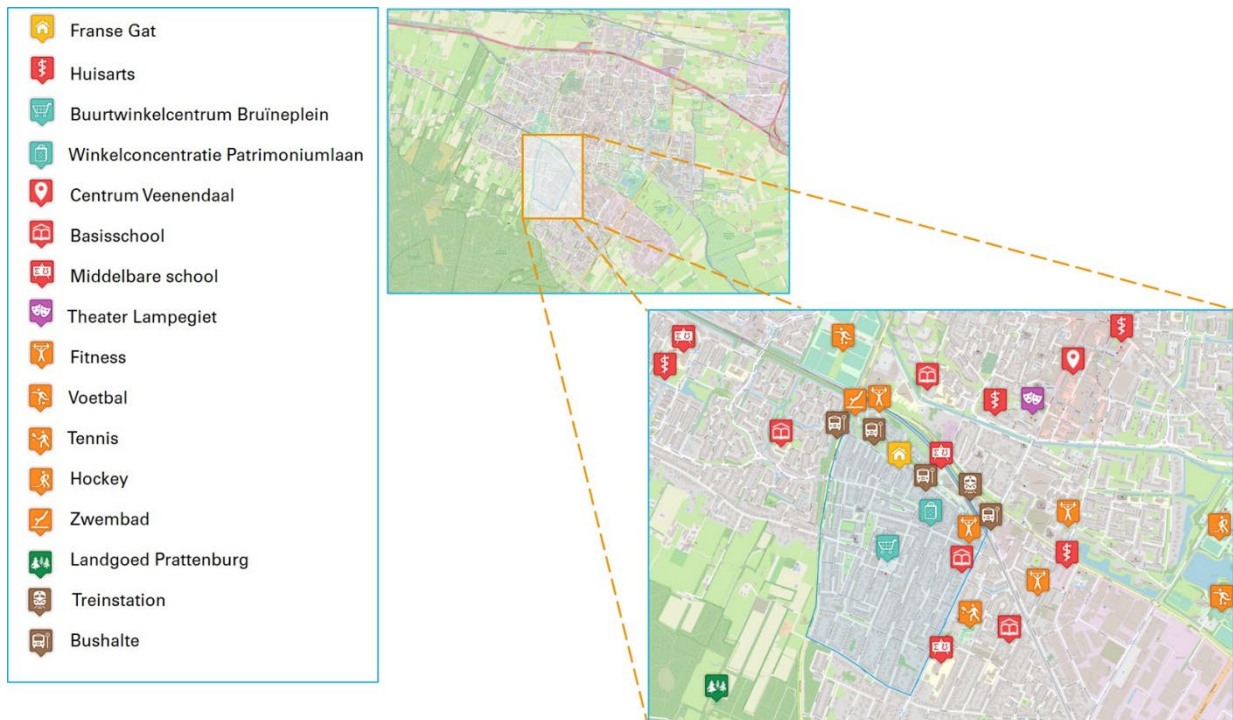 Franse Gat
Huisarts
Buurtwinkelcentrum Bruïneplein
Winkelconcentratie Patrimoniumlaan
Centrum Veenendaal
Basisschool
Middelbare school
Theater Lampegiet
Fitness
Voetbal
Tennis
Hockey
Zwembad
Landgoed Prattenburg
Treinstation
Bushalte